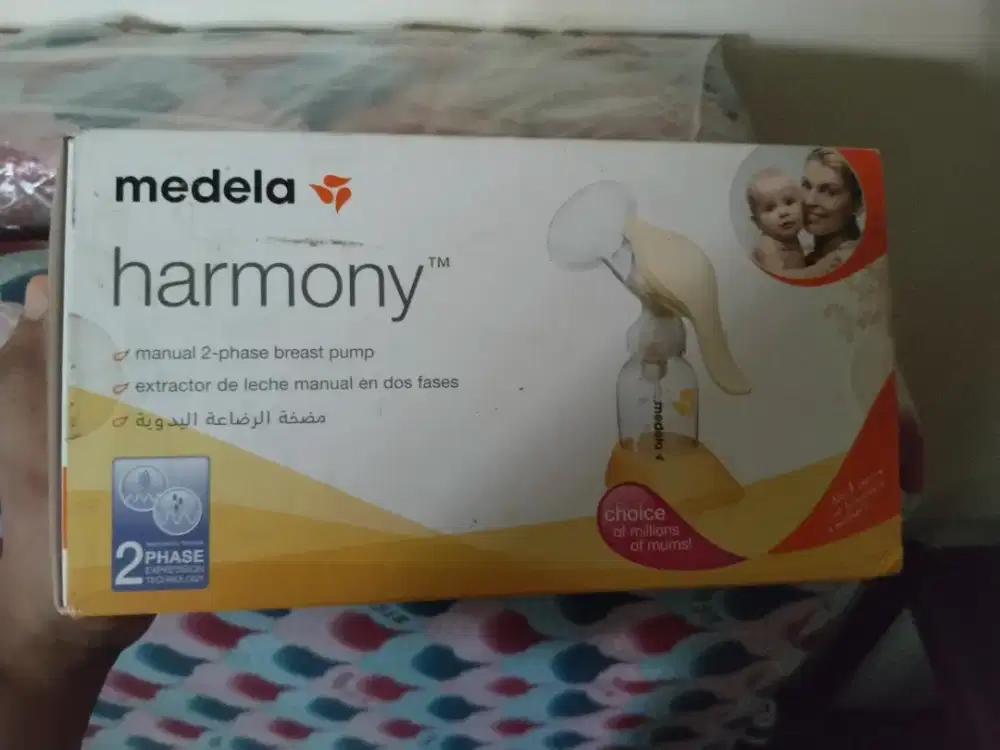 medela
harmony™
manual 2-phase breast pump
extractor de leche manual en dos fases
مضخة الرضاعة اليدوية
medela
choice
of millions
of mums!
2 PHASE
EXPRESSION
TECHNOLOGY